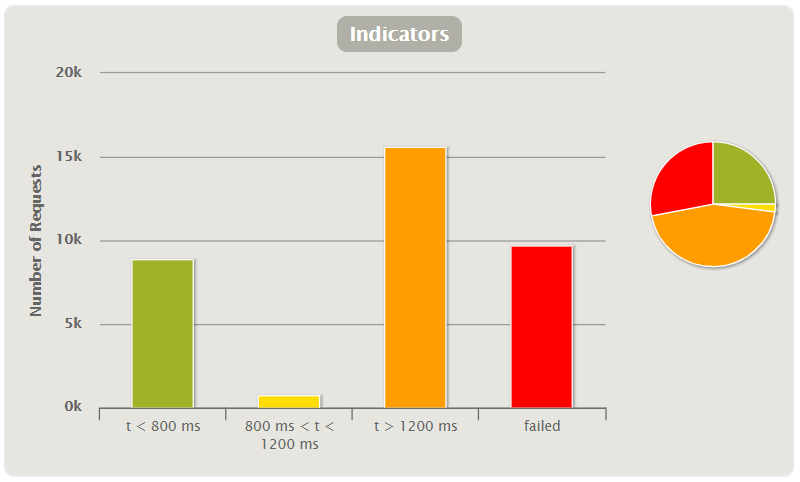 Indicators
20k
15k
10k
5k
0k
Number of Requests
t < 800 ms
800 ms < t <
1200 ms
t > 1200 ms
failed